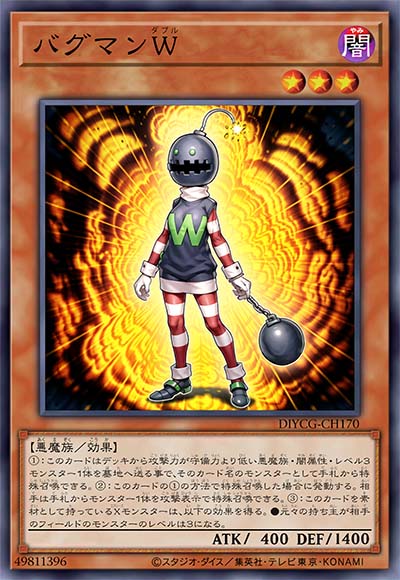 ダブル
バグマンW
やみ
闇
W
DIYCG-CH170
あくまぞく こうか
【悪魔族/効果】
①:このカードはデッキから攻撃力が守備力より低い悪魔族・闇属性・レベル3
モンスター1体を墓地へ送る事で、そのカード名のモンスターとして手札から特
殊召喚できる。②:このカードの①の方法で特殊召喚した場合に発動する。相
手は手札からモンスター1体を攻撃表示で特殊召喚できる。③:このカードを素
材として持っているXモンスターは、以下の効果を得る。●元々の持ち主が相手
のフィールドのモンスターのレベルは3になる。
ATK/ 400 DEF/1400
49811396
©スタジオ・ダイス/集英社・テレビ東京・KONAMI